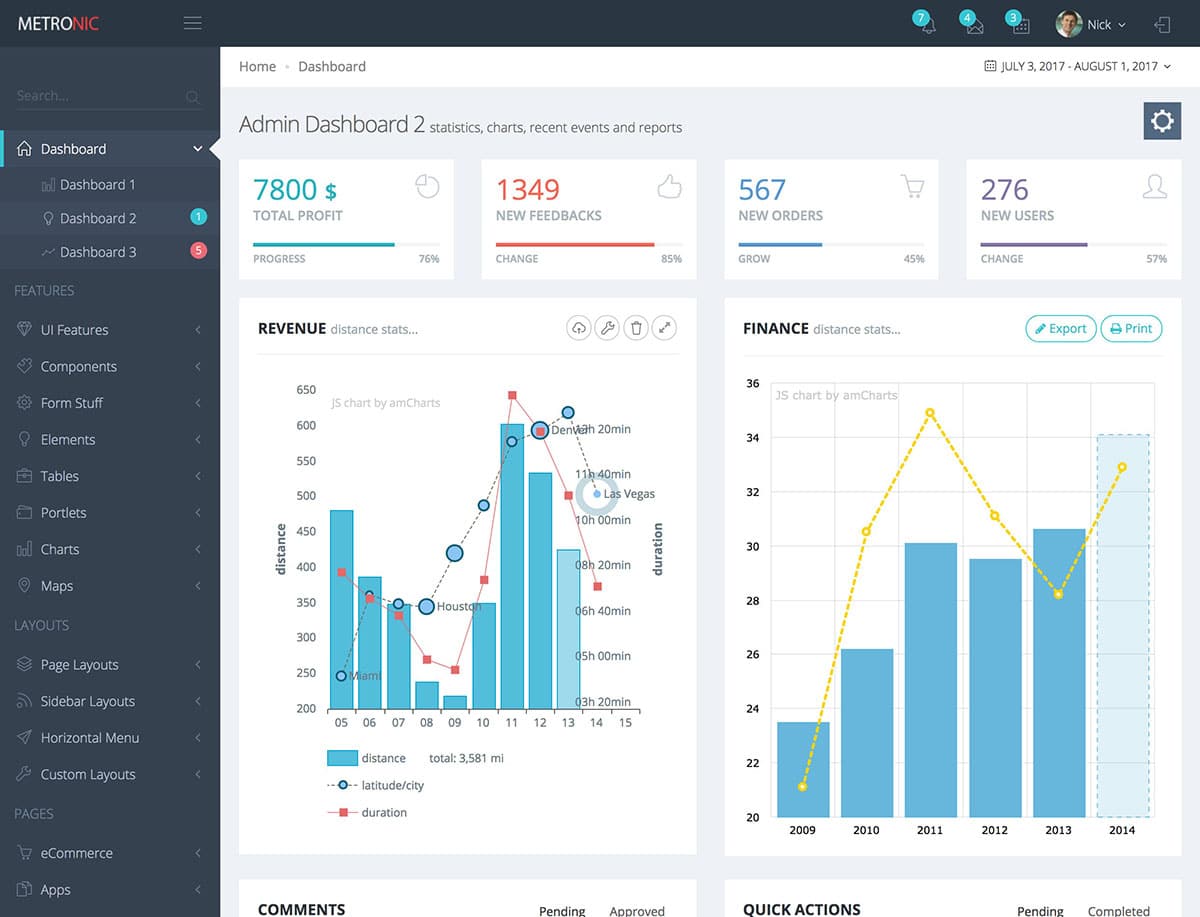 METRONIC
7
4
3
Nick
Search...
Home
Dashboard
JULY 3, 2017 - AUGUST 1, 2017
Dashboard
Dashboard 1
Dashboard 2
1
Dashboard 3
5
FEATURES
UI Features
Components
Form Stuff
Elements
Tables
Portlets
Charts
Maps
LAYOUTS
Page Layouts
Sidebar Layouts
Horizontal Menu
Custom Layouts
PAGES
eCommerce
Apps
Admin Dashboard 2 statistics, charts, recent events and reports
7800 $
TOTAL PROFIT
PROGRESS 76%
1349
NEW FEEDBACKS
CHANGE 85%
567
NEW ORDERS
GROW 45%
276
NEW USERS
CHANGE 57%
REVENUE distance stats...
JS chart by amCharts
650
600
550
500
450
400
350
300
250
200
distance
Miami
Houston
Denver
Las Vegas
13h 20min
11h 40min
10h 00min
08h 20min
06h 40min
05h 00min
03h 20min
duration
05 06 07 08 09 10 11 12 13 14 15
distance total: 3,581 mi
latitude/city
duration
FINANCE distance stats...
Export
Print
JS chart by amCharts
36
34
32
30
28
26
24
22
20
2009 2010 2011 2012 2013 2014
COMMENTS
Pending Approved
QUICK ACTIONS
Pending Completed